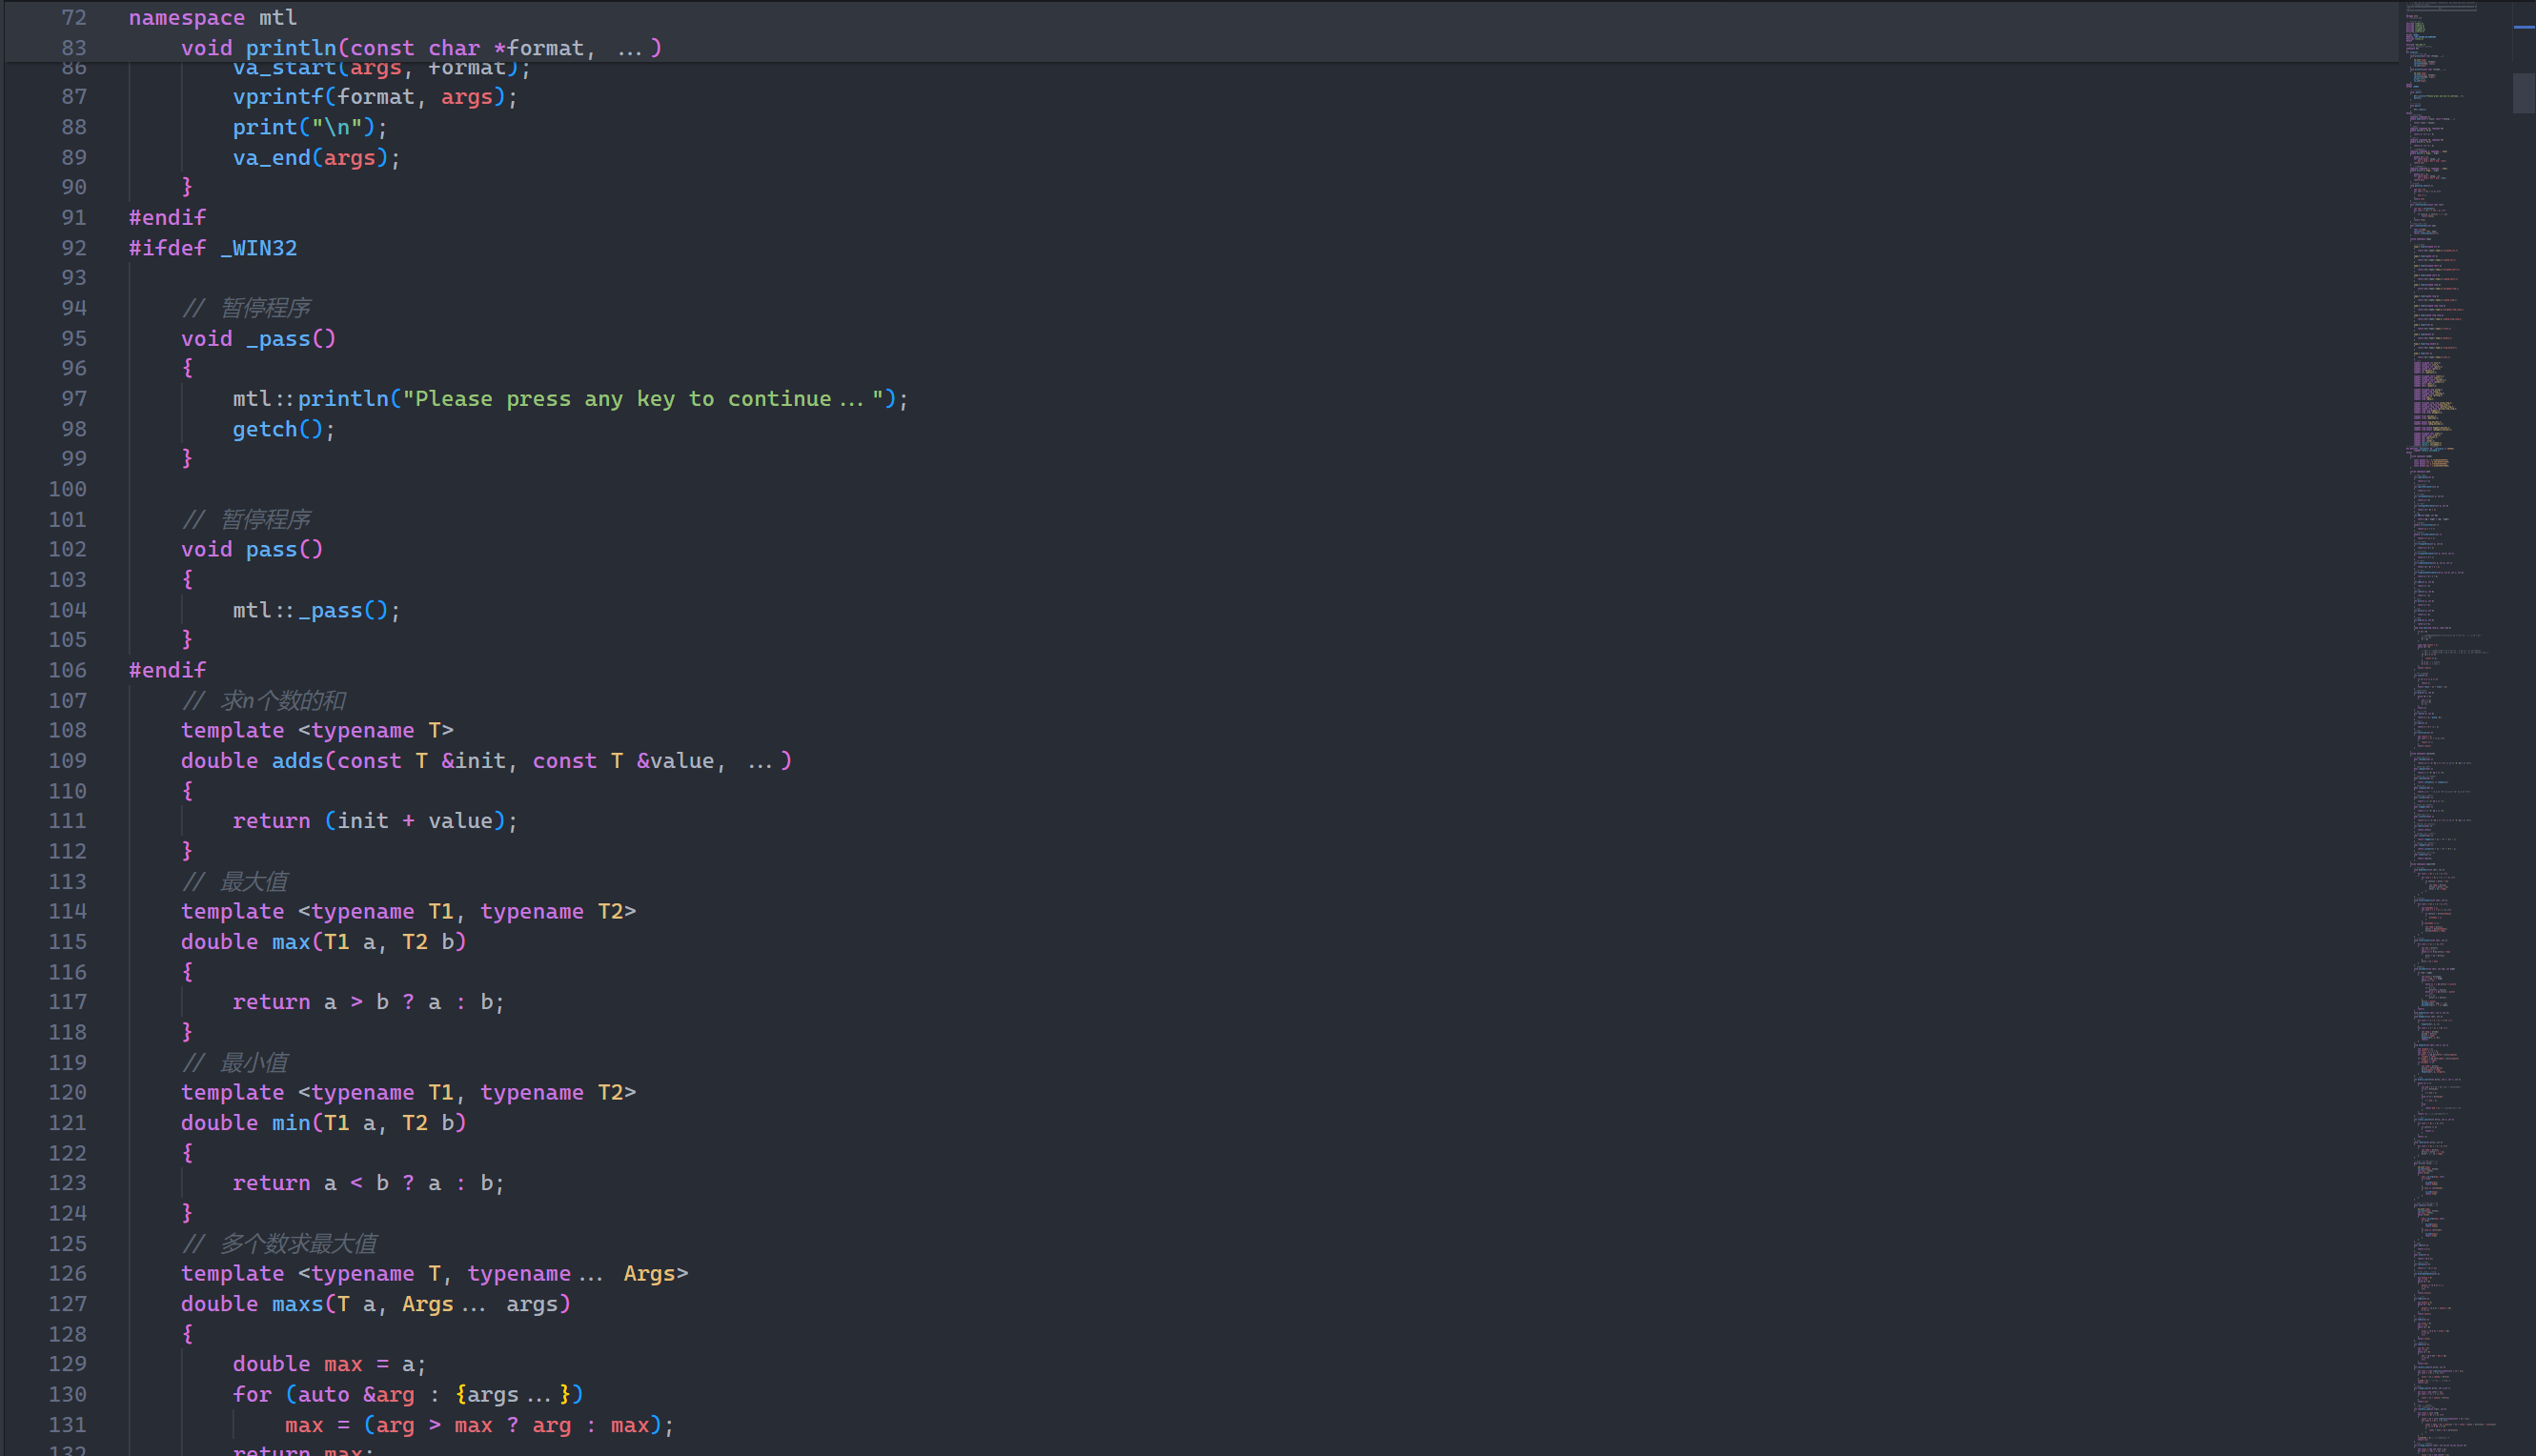 72 namespace mtl
83 void println(const char *format, ...)
86 va_start(args, format);
87 vprintf(format, args);
88 print("\n");
89 va_end(args);
90 }
91 #endif
92 #ifdef _WIN32
93
94 // 暂停程序
95 void _pass()
96 {
97 mtl::println("Please press any key to continue...");
98 getch();
99 }
100
101 // 暂停程序
102 void pass()
103 {
104 mtl::_pass();
105 }
106 #endif
107 // 求n个数的和
108 template <typename T>
109 double adds(const T &init, const T &value, ...)
110 {
111 return (init + value);
112 }
113 // 最大值
114 template <typename T1, typename T2>
115 double max(T1 a, T2 b)
116 {
117 return a > b ? a : b;
118 }
119 // 最小值
120 template <typename T1, typename T2>
121 double min(T1 a, T2 b)
122 {
123 return a < b ? a : b;
124 }
125 // 多个数求最大值
126 template <typename T, typename... Args>
127 double maxs(T a, Args... args)
128 {
129 double max = a;
130 for (auto &arg : {args...})
131 max = (arg > max ? arg : max);
132 return max;